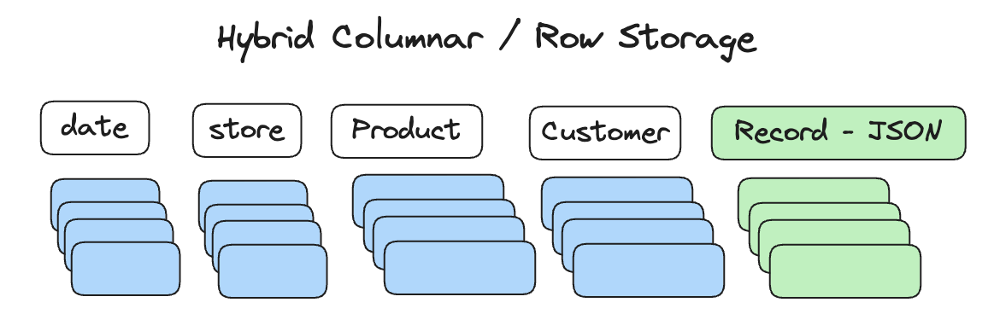 Hybrid Columnar / Row Storage
date
store
Product
Customer
Record - JSON